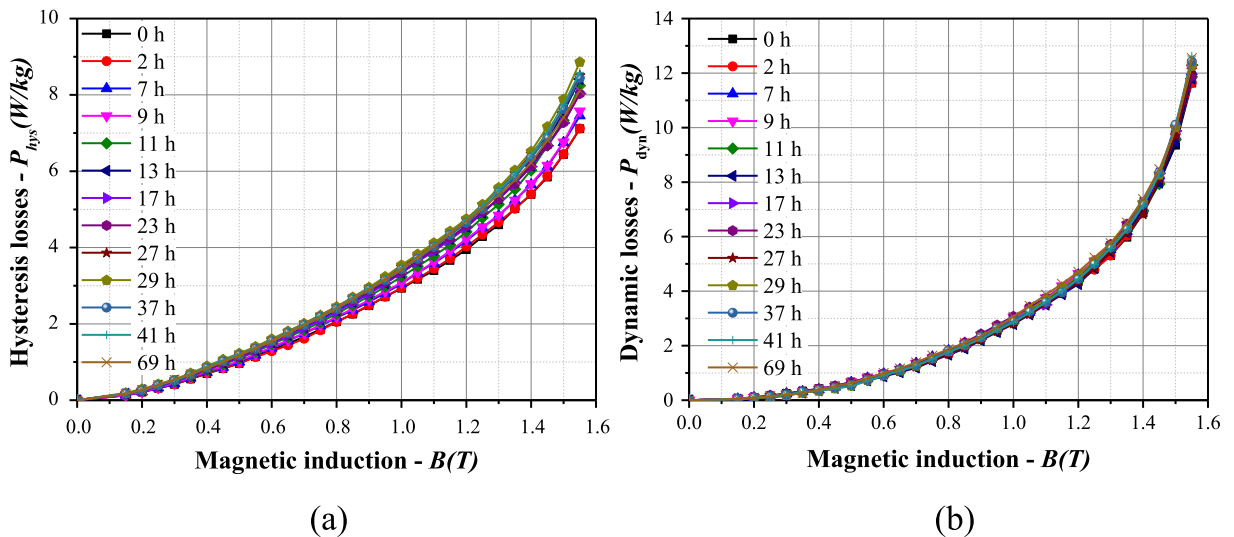 10
8
6
4
2
0
Hysteresis losses - P hys (W/kg)
0 h
2 h
7 h
9 h
11 h
13 h
17 h
23 h
27 h
29 h
37 h
41 h
69 h
0.0 0.2 0.4 0.6 0.8 1.0 1.2 1.4 1.6
Magnetic induction - B(T)
(a)
14
12
10
8
6
4
2
0
Dynamic losses - P dyn (W/kg)
0 h
2 h
7 h
9 h
11 h
13 h
17 h
23 h
27 h
29 h
37 h
41 h
69 h
0.0 0.2 0.4 0.6 0.8 1.0 1.2 1.4 1.6
Magnetic induction - B(T)
(b)